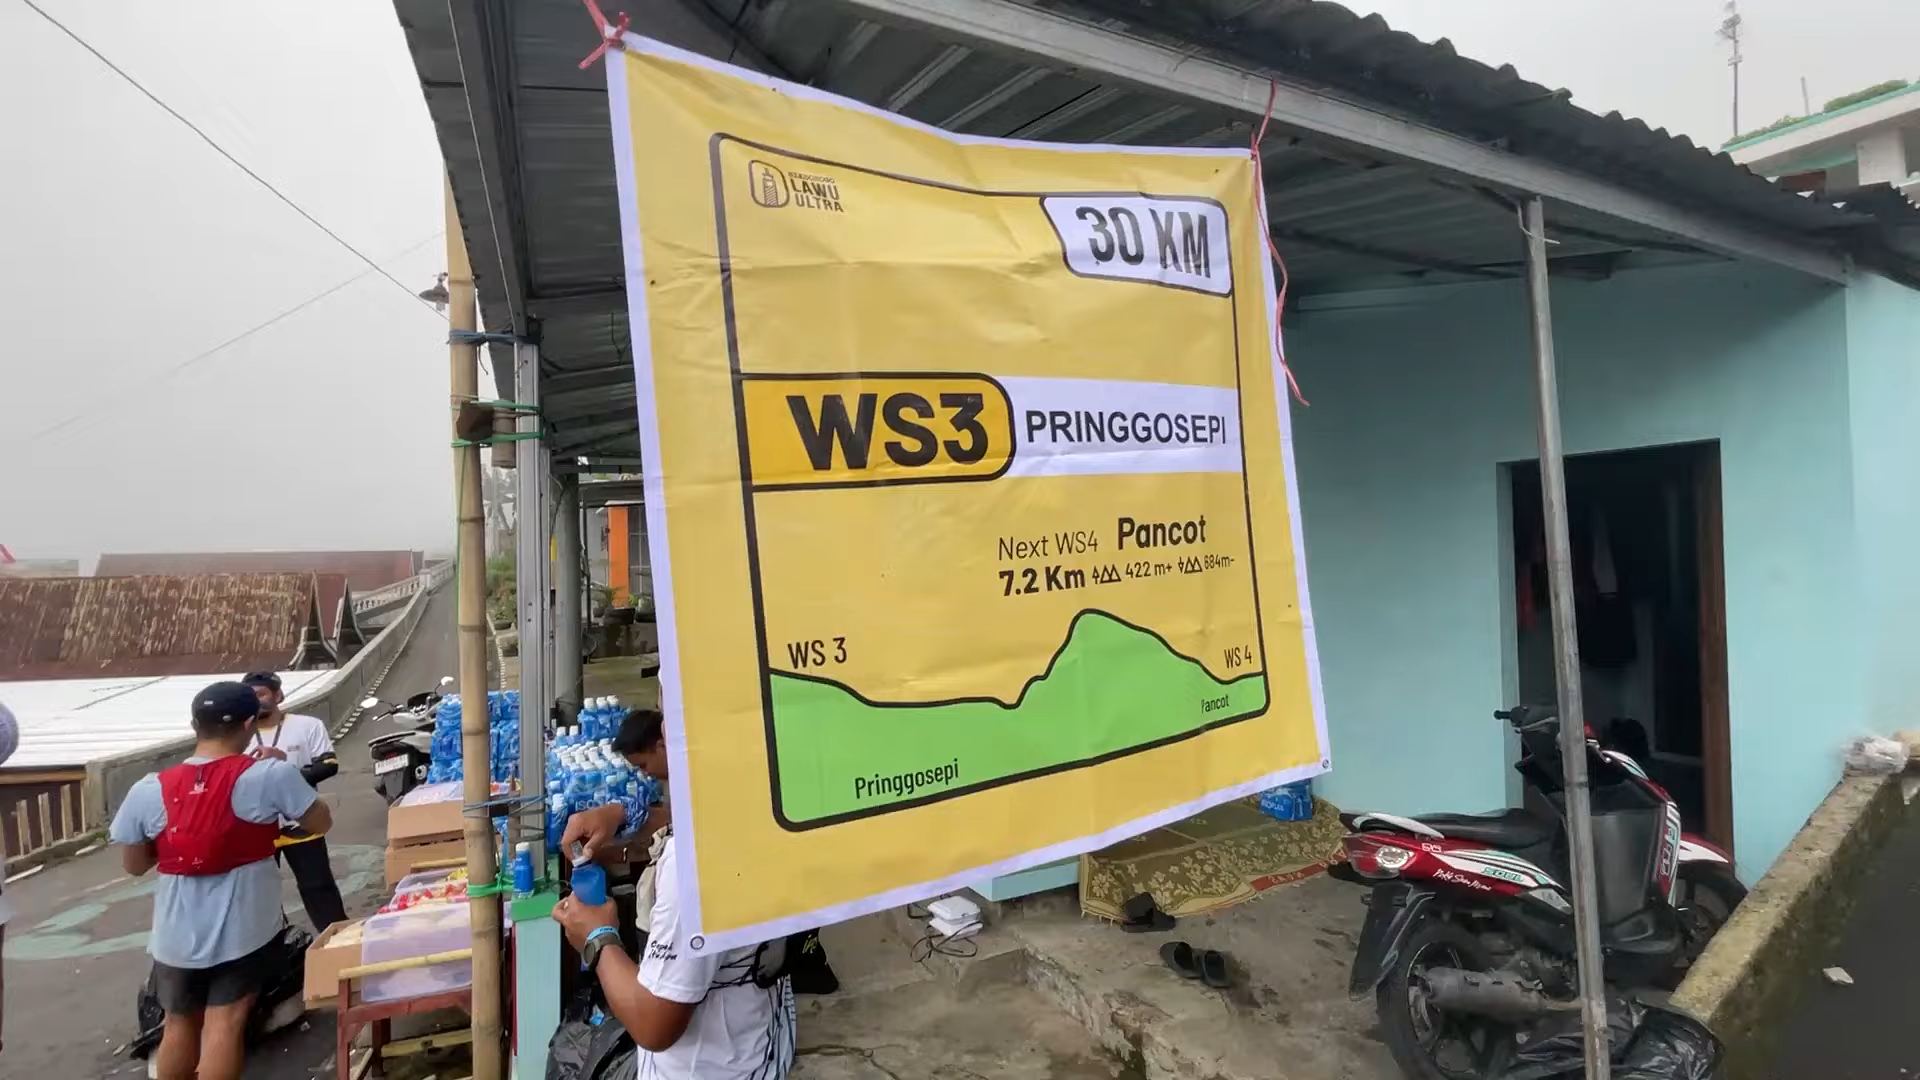 LAWU
ULTRA
30 KM
WS3 PRINGGOSEPI
Next WS4 Pancot
7.2 Km 422 m+ 684m-
WS 3
WS 4
Pancot
Pringgosepi